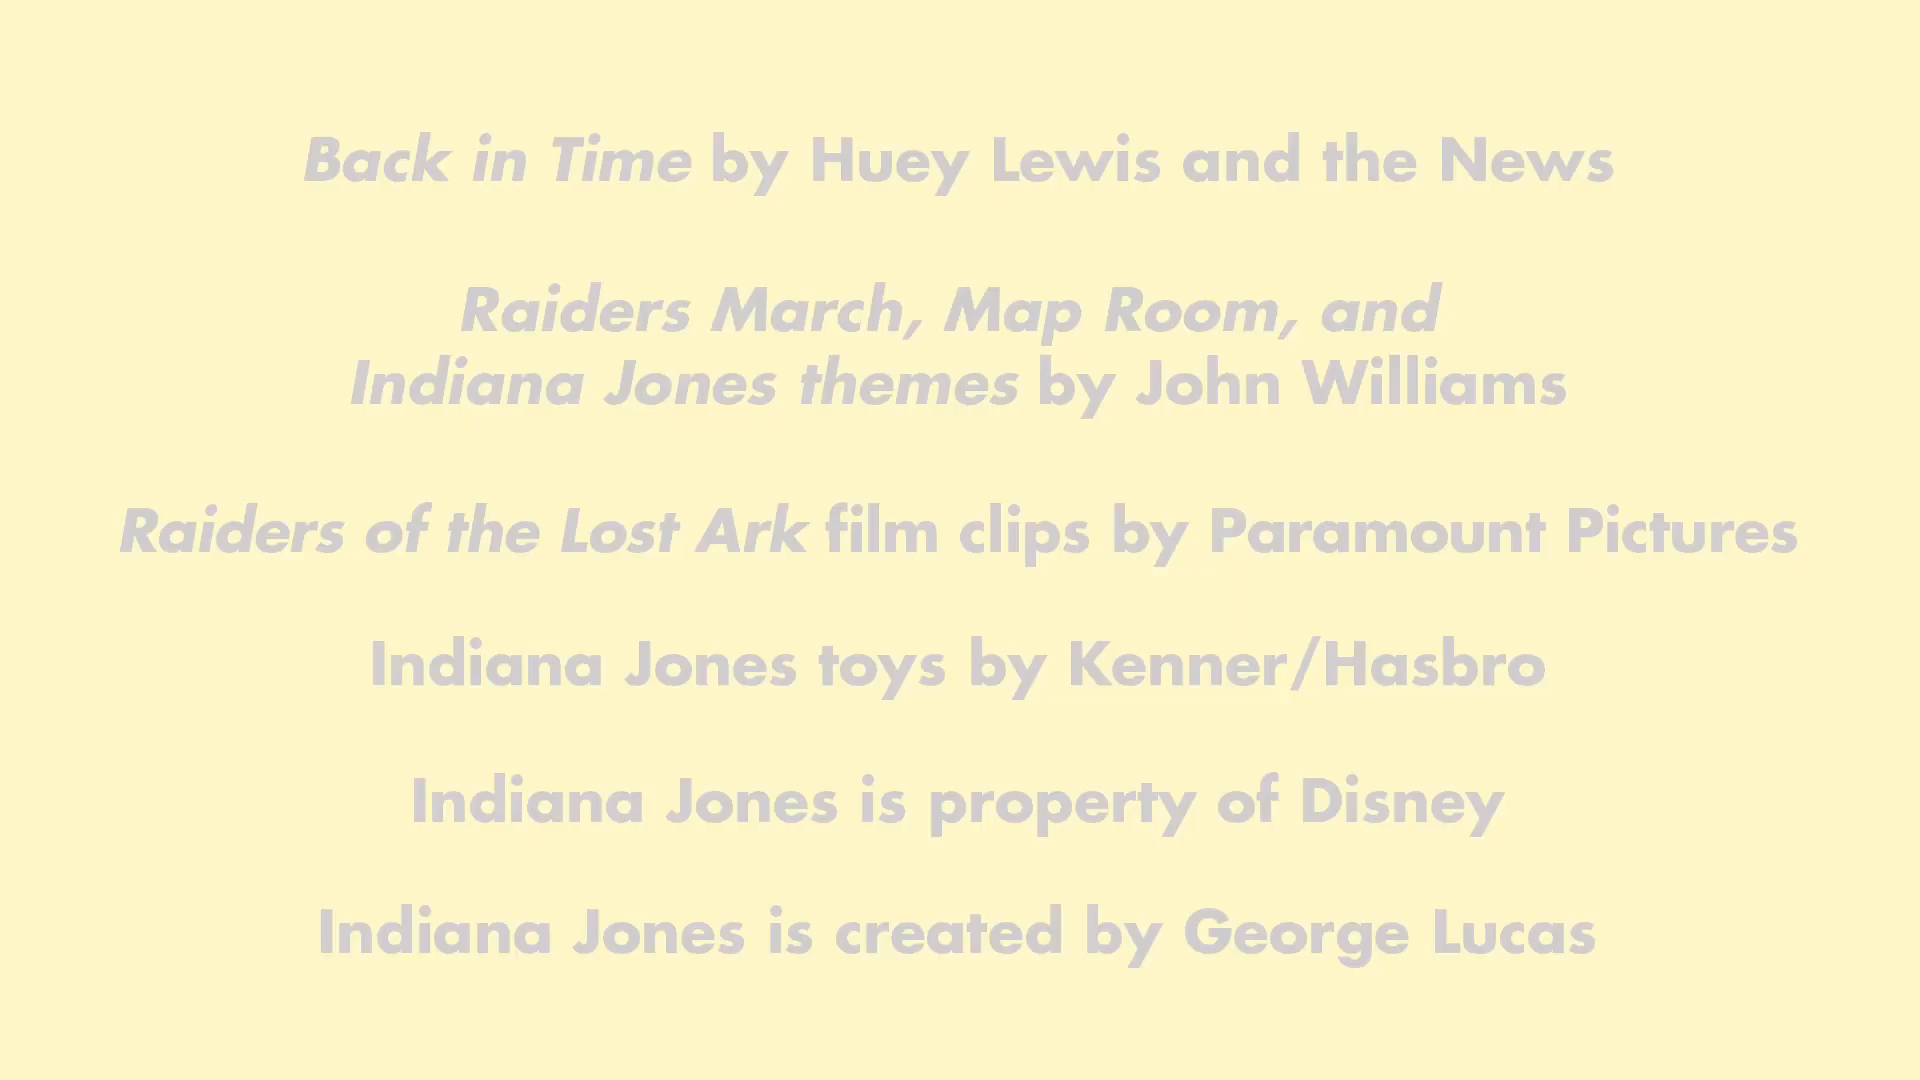 Back in Time by Huey Lewis and the News
Raiders March, Map Room, and
Indiana Jones themes by John Williams
Raiders of the Lost Ark film clips by Paramount Pictures
Indiana Jones toys by Kenner/Hasbro
Indiana Jones is property of Disney
Indiana Jones is created by George Lucas